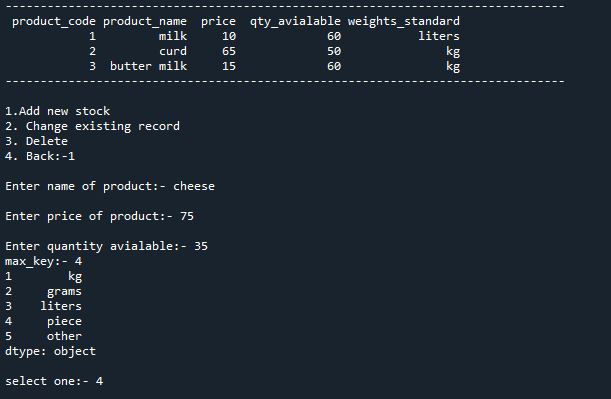 --------------------------------------------------------------------------------
product_code product_name price qty_avialable weights_standard
1 milk 10 60 liters
2 curd 65 50 kg
3 butter milk 15 60 kg
--------------------------------------------------------------------------------
1.Add new stock
2. Change existing record
3. Delete
4. Back:-1
Enter name of product:- cheese
Enter price of product:- 75
Enter quantity avialable:- 35
max_key:- 4
1 kg
2 grams
3 liters
4 piece
5 other
dtype: object
select one:- 4